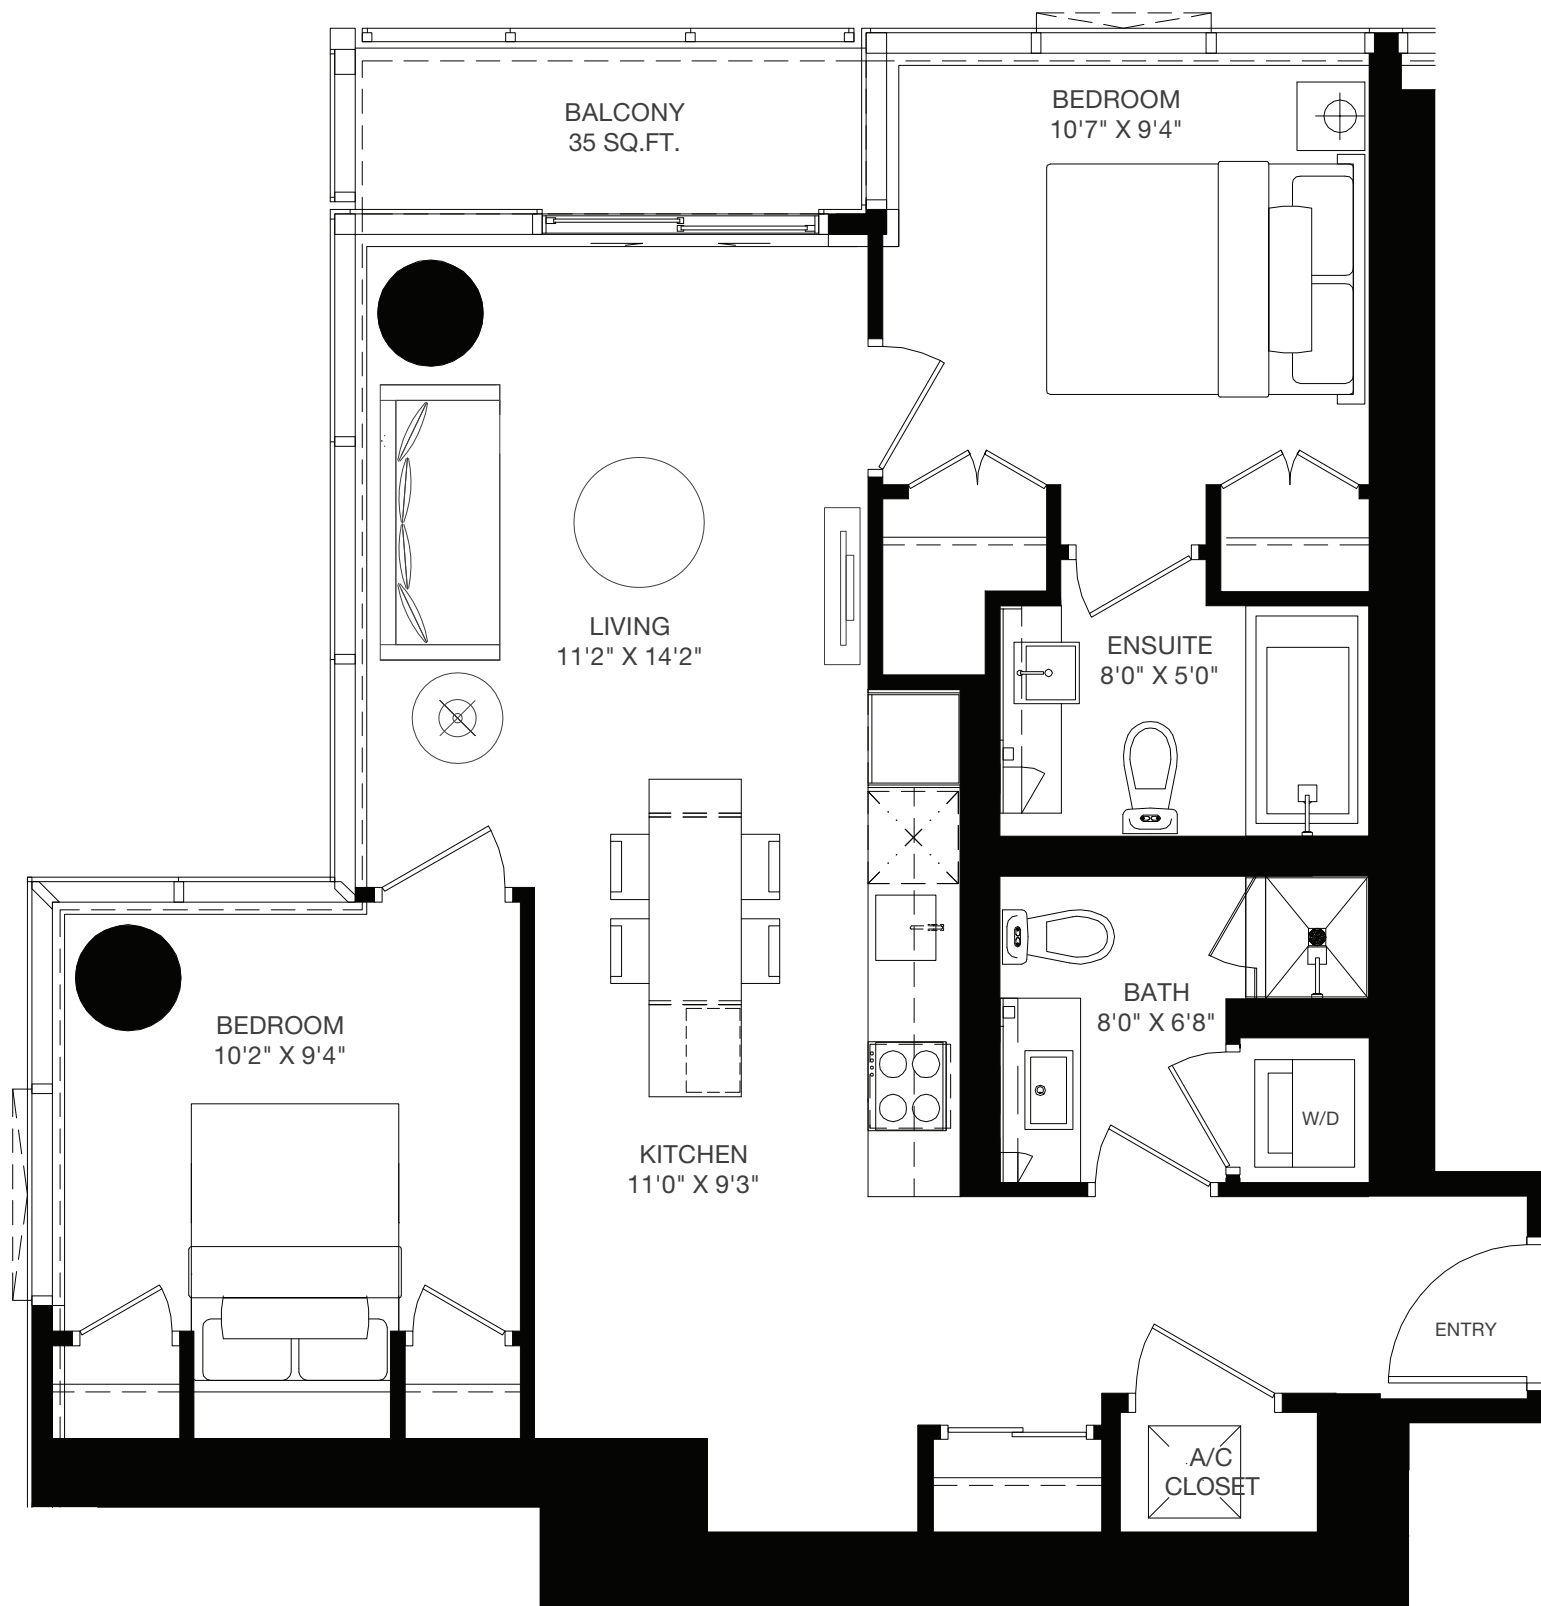 BALCONY
35 SQ.FT.
BEDROOM
10'7" X 9'4"
LIVING
11'2" X 14'2"
ENSUITE
8'0" X 5'0"
BATH
8'0" X 6'8"
BEDROOM
10'2" X 9'4"
W/D
KITCHEN
11'0" X 9'3"
ENTRY
A/C
CLOSET